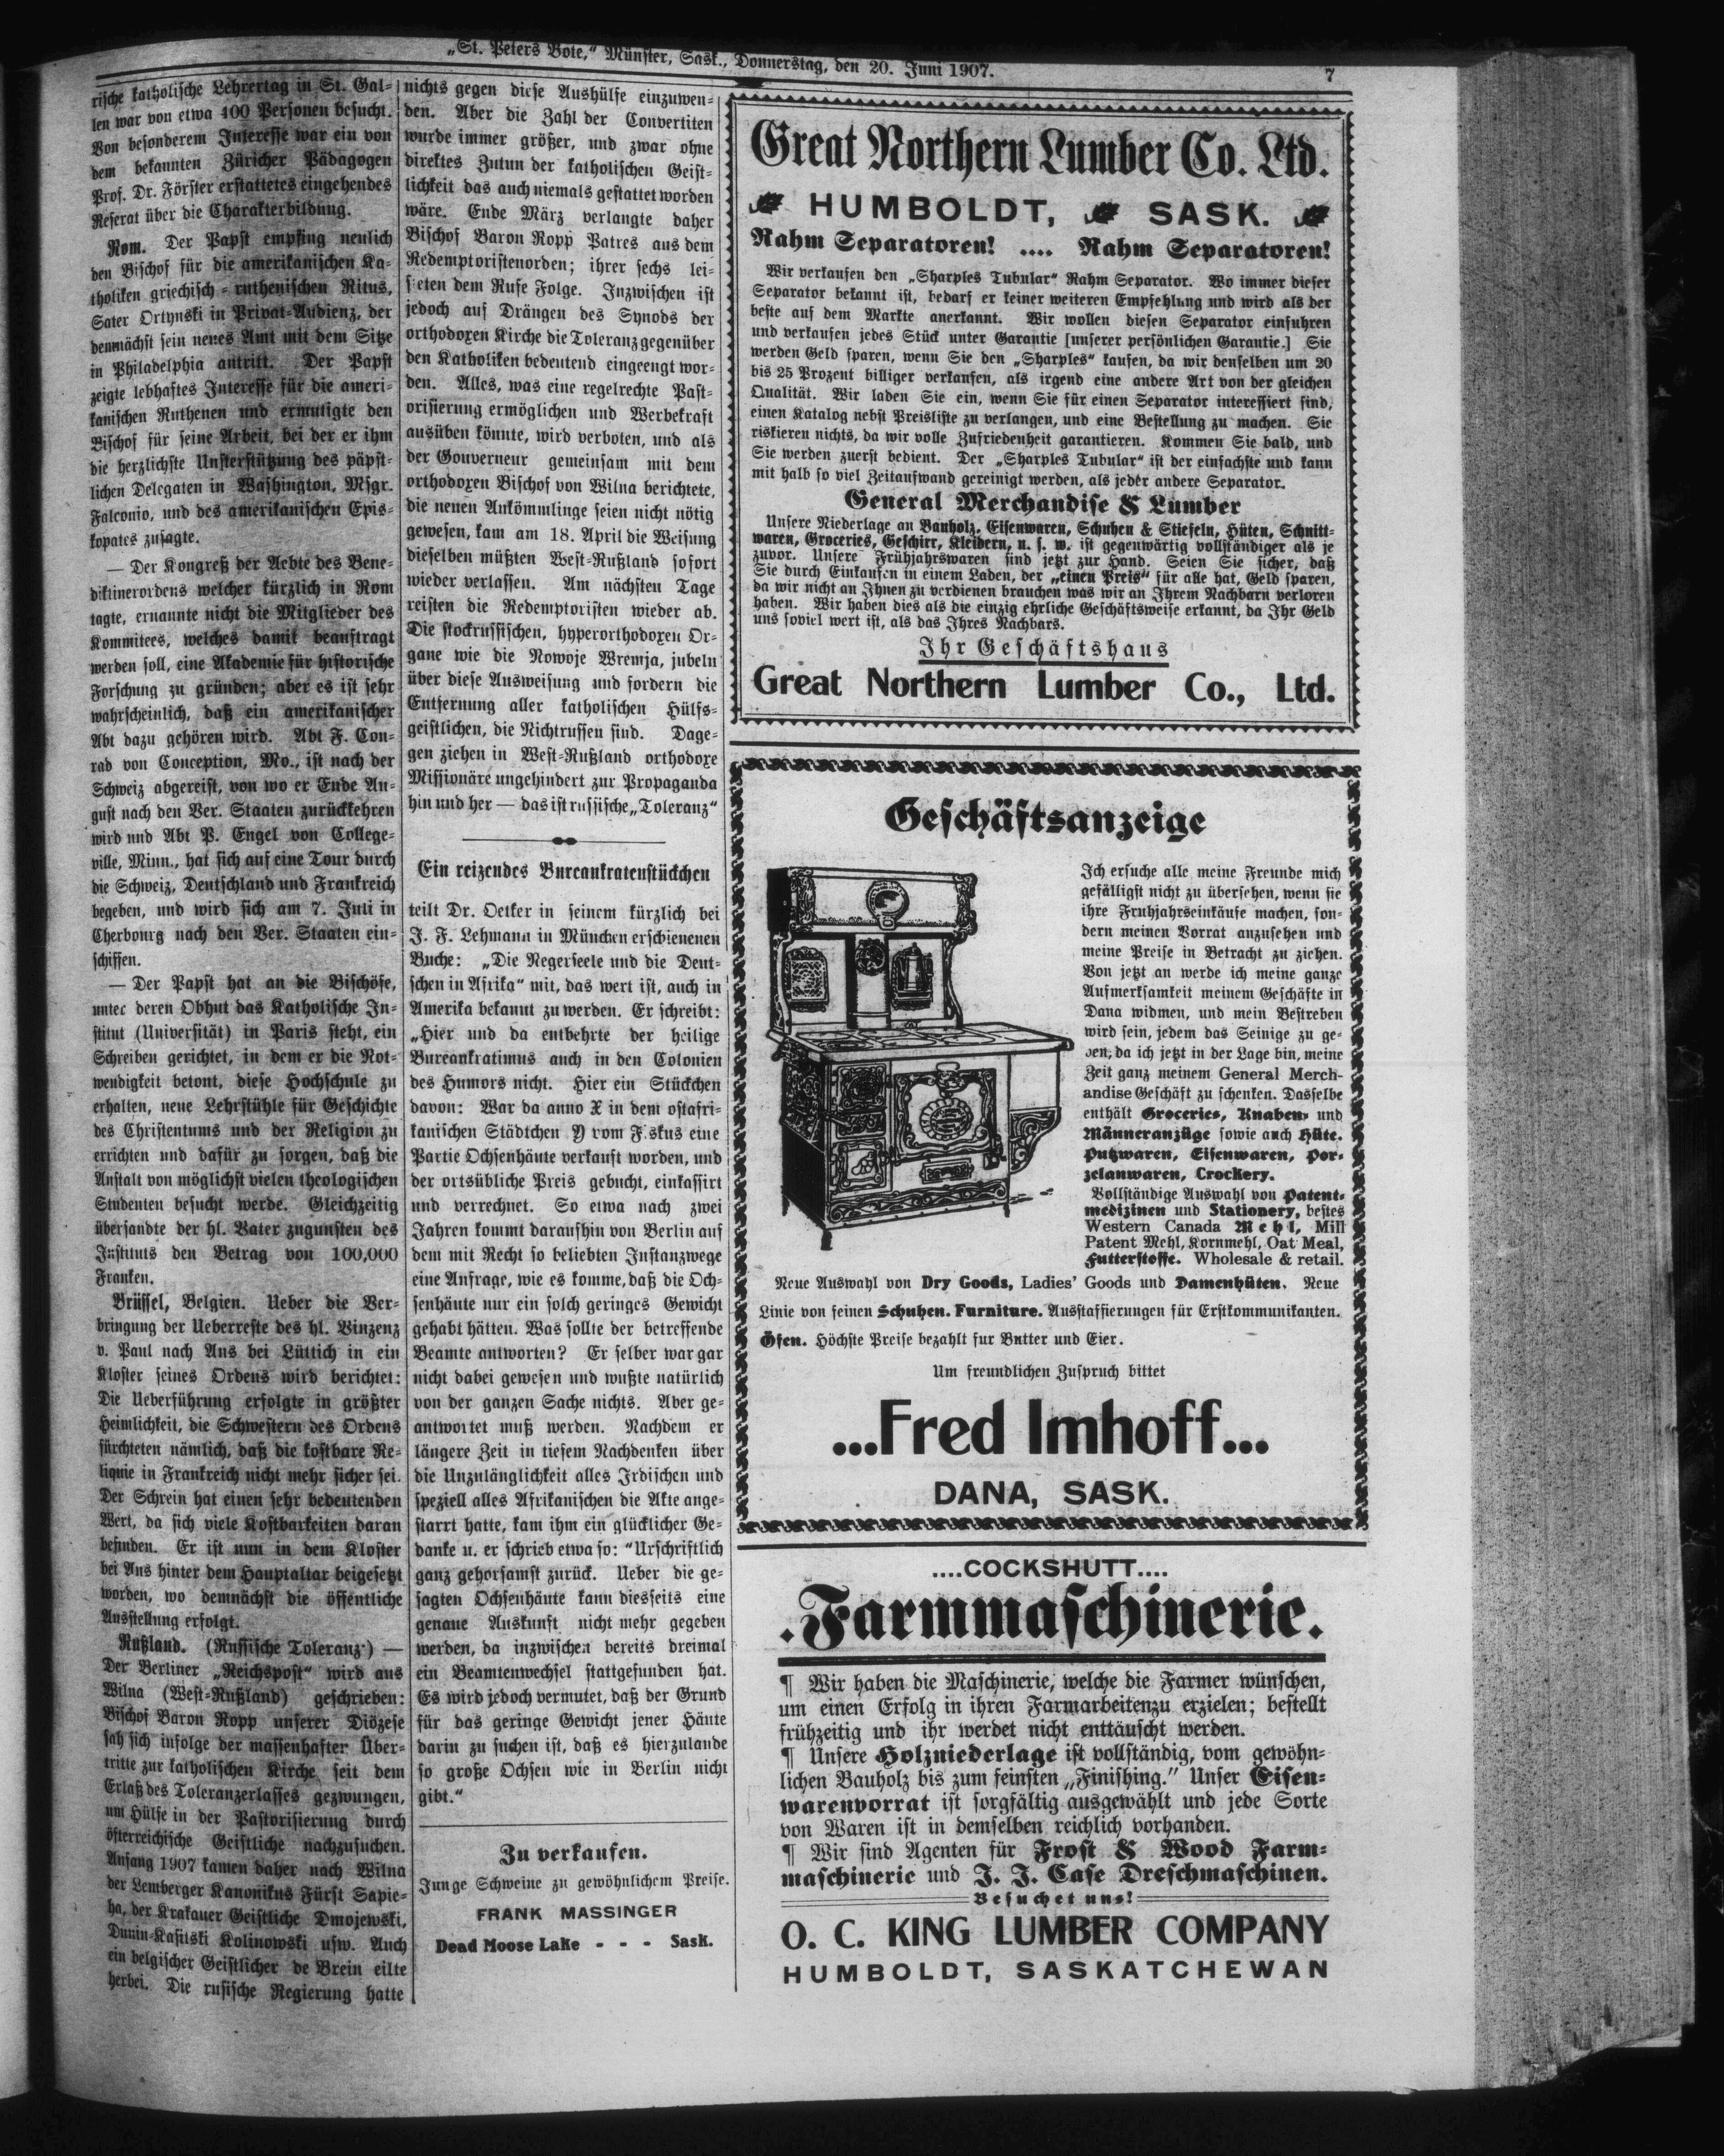 „St. Peters Bote,“ Münster, Sask., Donnerstag, den 20. Juni 1907.
7
rische katholische Lehrertag in St. Gal-
len war von etwa 400 Personen besucht.
Von besonderem Interesse war ein von
dem bekannten Züricher Pädagogen
Prof. Dr. Förster erstattetes eingehendes
Referat über die Charakterbildung.
Rom. Der Papst empfing neulich
den Bischof für die amerikanischen Ka-
tholiken griechisch-ruthenischen Ritus,
Sater Ortynski in Privat-Audienz, der
demnächst sein neues Amt mit dem Sitze
in Philadelphia antritt. Der Papst
zeigte lebhaftes Interesse für die ameri-
kanischen Ruthenen und ermutigte den
Bischof für seine Arbeit, bei der er ihm
die herzlichste Unsterstützung des päpst-
lichen Delegaten in Washington, Msgr.
Falconio, und des amerikanischen Epis-
kopates zusagte.
— Der Kongreß der Aebte des Bene-
diktinerordens welcher kürzlich in Rom
tagte, ernannte nicht die Mitglieder des
Kommitees, welches damit beauftragt
werden soll, eine Akademie für historische
Forschung zu gründen; aber es ist sehr
wahrscheinlich, daß ein amerikanischer
Abt dazu gehören wird. Abt F. Con-
rad von Conception, Mo., ist nach der
Schweiz abgereist, von wo er Ende Au-
gust nach den Ver. Staaten zurückkehren
wird und Abt P. Engel von College-
ville, Minn., hat sich auf eine Tour durch
die Schweiz, Deutschland und Frankreich
begeben, und wird sich am 7. Juli in
Cherbourg nach den Ver. Staaten ein-
schiffen.
— Der Papst hat an die Bischöfe,
unter deren Obhut das Katholische In-
stitut (Universität) in Paris steht, ein
Schreiben gerichtet, in dem er die Not-
wendigkeit betont, diese Hochschule zu
erhalten, neue Lehrstühle für Geschichte
des Christentums und der Religion zu
errichten und dafür zu sorgen, daß die
Anstalt von möglichst vielen theologischen
Studenten besucht werde. Gleichzeitig
übersandte der hl. Vater zugunsten des
Instituts den Betrag von 100,000
Franken.
Brüssel, Belgien. Ueber die Ver-
bringung der Ueberreste des hl. Vinzenz
v. Paul nach Ans bei Lüttich in ein
Kloster seines Ordens wird berichtet:
Die Ueberführung erfolgte in größter
Heimlichkeit, die Schwestern des Ordens
fürchteten nämlich, daß die kostbare Re-
liquie in Frankreich nicht mehr sicher sei.
Der Schrein hat einen sehr bedeutenden
Wert, da sich viele Kostbarkeiten daran
befinden. Er ist nun in dem Kloster
bei Ans hinter dem Hauptaltar beigesetzt
worden, wo demnächst die öffentliche
Ausstellung erfolgt.
Rußland. (Russische Toleranz) —
Der Berliner „Reichspost“ wird aus
Wilna (West-Rußland) geschrieben:
Bischof Baron Ropp unserer Diözese
sah sich infolge der massenhafter Über-
tritte zur katholischen Kirche seit dem
Erlaß des Toleranzerlasses gezwungen,
um Hülfe in der Pastorisierung durch
österreichische Geistliche nachzusuchen.
Anfang 1907 kamen daher nach Wilna
der Lemberger Kanonikus Fürst Sapie-
ha, der Krakauer Geistliche Dmojewski,
Dunin-Kasitski Kolinowski usw. Auch
ein belgischer Geistlicher de Brein eilte
herbei. Die rusische Regierung hatte
nichts gegen diese Aushülfe einzuwen-
den. Aber die Zahl der Convertiten
wurde immer größer, und zwar ohne
direktes Zutun der katholischen Geist-
lichkeit das auch niemals gestattet worden
wäre. Ende März verlangte daher
Bischof Baron Ropp Patres aus dem
Redemptoristenorden; ihrer sechs lei-
steten dem Rufe Folge. Inzwischen ist
jedoch auf Drängen des Synods der
orthodoxen Kirche die Toleranz gegenüber
den Katholiken bedeutend eingeengt wor-
den. Alles, was eine regelrechte Past-
orisierung ermöglichen und Werbekraft
ausüben könnte, wird verboten, und als
der Gouverneur gemeinsam mit dem
orthodoxen Bischof von Wilna berichtete,
die neuen Ankömmlinge seien nicht nötig
gewesen, kam am 18. April die Weisung
dieselben müßten West-Rußland sofort
wieder verlassen. Am nächsten Tage
reisten die Redemptoristen wieder ab.
Die stockrussischen, hyperorthodoxen Or-
gane wie die Nowoje Wremja, jubeln
über diese Ausweisung und fordern die
Entfernung aller katholischen Hülfs-
geistlichen, die Nichtrussen sind. Dage-
gen ziehen in West-Rußland orthodoxe
Missionäre ungehindert zur Propaganda
hin und her — das ist russische „Toleranz“
Ein reizendes Bureaukratenstückchen
teilt Dr. Oetker in seinem kürzlich bei
J. F. Lehmann in München erschienenen
Buche: „Die Negerseele und die Deut-
schen in Afrika“ mit, das wert ist, auch in
Amerika bekannt zu werden. Er schreibt:
„Hier und da entbehrte der heilige
Bureaukratimus auch in den Colonien
des Humors nicht. Hier ein Stückchen
davon: War da anno X in dem ostafri-
kanischen Städtchen Y vom Fiskus eine
Partie Ochsenhäute verkauft worden, und
der ortsübliche Preis gebucht, einkassirt
und verrechnet. So etwa nach zwei
Jahren kommt daraufhin von Berlin auf
dem mit Recht so beliebten Instanzwege
eine Anfrage, wie es komme, daß die Och-
senhäute nur ein solch geringes Gewicht
gehabt hätten. Was sollte der betreffende
Beamte antworten? Er selber war gar
nicht dabei gewesen und wußte natürlich
von der ganzen Sache nichts. Aber ge-
antwortet muß werden. Nachdem er
längere Zeit in tiefem Nachdenken über
die Unzulänglichkeit alles Irdischen und
speziell alles Afrikanischen die Akte ange-
starrt hatte, kam ihm ein glücklicher Ge-
danke u. er schrieb etwa so: “Urschriftlich
ganz gehorsamst zurück. Ueber die ge-
sagten Ochsenhäute kann diesseits eine
genaue Auskunft nicht mehr gegeben
werden, da inzwischen bereits dreimal
ein Beamtenwechsel stattgefunden hat.
Es wird jedoch vermutet, daß der Grund
für das geringe Gewicht jener Häute
darin zu suchen ist, daß es hierzulande
so große Ochsen wie in Berlin nicht
gibt.“
Zu verkaufen.
Junge Schweine zu gewöhnlichem Preise.
FRANK MASSINGER
Dead Moose Lake - - - Sask.
Great Northern Lumber Co. Ltd.
HUMBOLDT, SASK.
Rahm Separatoren! .... Rahm Separatoren!
Wir verkaufen den „Sharples Tubular“ Rahm Separator. Wo immer dieser
Separator bekannt ist, bedarf er keiner weiteren Empfehlung und wird als der
beste auf dem Markte anerkannt. Wir wollen diesen Separator einfuhren
und verkaufen jedes Stück unter Garantie [unserer persönlichen Garantie.] Sie
werden Geld sparen, wenn Sie den „Sharples“ kaufen, da wir denselben um 20
bis 25 Prozent billiger verkaufen, als irgend eine andere Art von der gleichen
Qualität. Wir laden Sie ein, wenn Sie für einen Separator interessiert sind,
einen Katalog nebst Preisliste zu verlangen, und eine Bestellung zu machen. Sie
riskieren nichts, da wir volle Zufriedenheit garantieren. Kommen Sie bald, und
Sie werden zuerst bedient. Der „Sharples Tubular“ ist der einfachste und kann
mit halb so viel Zeitaufwand gereinigt werden, als jeder andere Separator.
General Merchandise & Lumber
Unsere Niederlage an Bauholz, Eisenwaren, Schuhen & Stiefeln, Hüten, Schnitt-
waren, Groceries, Geschirr, Kleidern, u. s. w. ist gegenwärtig vollständiger als je
zuvor. Unsere Frühjahrswaren sind jetzt zur Hand. Seien Sie sicher, daß
Sie durch Einkaufen in einem Laden, der „einen Preis“ für alle hat, Geld sparen,
da wir nicht an Ihnen zu verdienen brauchen was wir an Ihrem Nachbarn verloren
haben. Wir haben dies als die einzig ehrliche Geschäftsweise erkannt, da Ihr Geld
uns soviel wert ist, als das Ihres Nachbars.
Ihr Geschäftshaus
Great Northern Lumber Co., Ltd.
Geschäftsanzeige
Ich ersuche alle meine Freunde mich
gefälligst nicht zu übersehen, wenn sie
ihre Fruhjahrseinkäufe machen, son-
dern meinen Vorrat anzusehen und
meine Preise in Betracht zu ziehen.
Von jetzt an werde ich meine ganze
Aufmerksamkeit meinem Geschäfte in
Dana widmen, und mein Bestreben
wird sein, jedem das Seinige zu ge-
ben; da ich jetzt in der Lage bin, meine
Zeit ganz meinem General Merch-
andise Geschäft zu schenken. Dasselbe
enthält Groceries, Knaben- und
Männeranzüge sowie auch Hüte.
Putzwaren, Eisenwaren, Por-
zelanwaren, Crockery.
Vollständige Auswahl von Patent-
medizinen und Stationery, bestes
Western Canada Mehl, Mill
Patent Mehl, Kornmehl, Oat Meal,
Futterstoffe. Wholesale & retail.
Neue Auswahl von Dry Goods, Ladies' Goods und Damenhüten. Neue
Linie von feinen Schuhen. Furniture. Ausstaffierungen für Erstkommunikanten.
Öfen. Höchste Preise bezahlt fur Butter und Eier.
Um freundlichen Zuspruch bittet
...Fred Imhoff...
DANA, SASK.
....COCKSHUTT....
.Farmmaschinerie.
¶ Wir haben die Maschinerie, welche die Farmer wünschen,
um einen Erfolg in ihren Farmarbeitenzu erzielen; bestellt
frühzeitig und ihr werdet nicht enttäuscht werden.
¶ Unsere Holzniederlage ist vollständig, vom gewöhn-
lichen Bauholz bis zum feinsten „Finishing.“ Unser Eisen-
warenvorrat ist sorgfältig ausgewählt und jede Sorte
von Waren ist in demselben reichlich vorhanden.
¶ Wir sind Agenten für Frost & Wood Farm-
maschinerie und J. J. Case Dreschmaschinen.
Besuchet uns!
O. C. KING LUMBER COMPANY
HUMBOLDT, SASKATCHEWAN